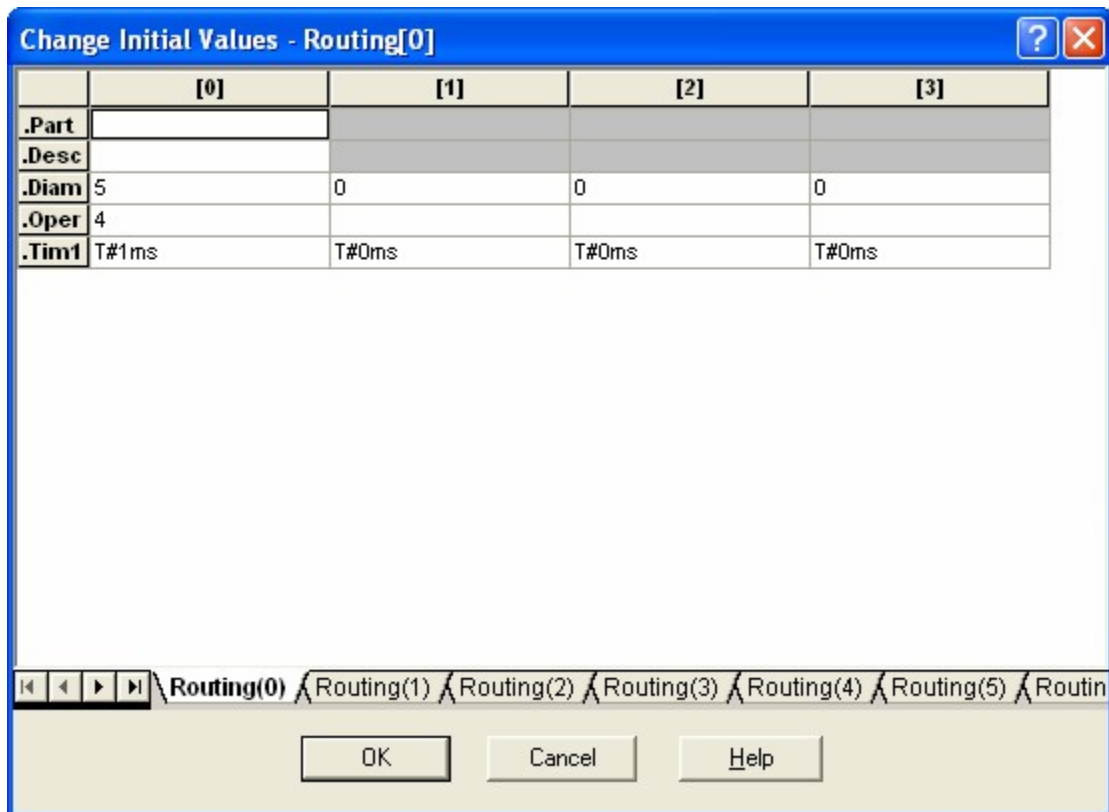 Change Initial Values - Routing[0]
[0] [1] [2] [3]
.Part
.Desc
.Diam 5 0 0 0
.Oper 4
.Tim1 T#1ms T#0ms T#0ms T#0ms
Routing(0) Routing(1) Routing(2) Routing(3) Routing(4) Routing(5) Routin
OK Cancel Help